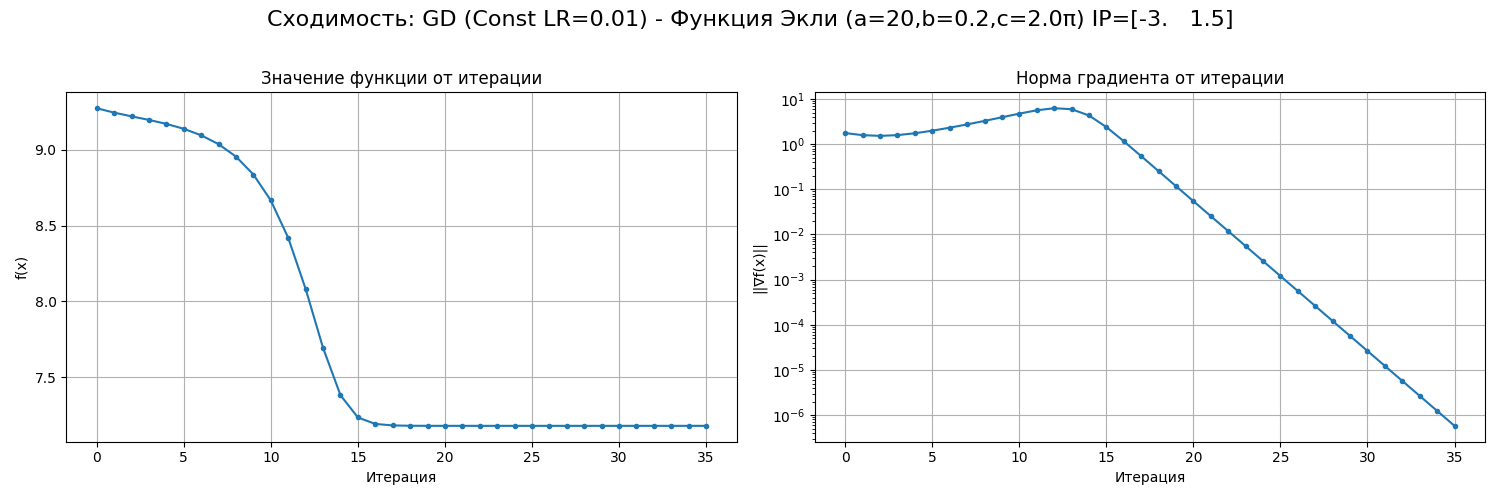 Сходимость: GD (Const LR=0.01) - Функция Экли (a=20,b=0.2,c=2.0π) IP=[-3.   1.5]
Значение функции от итерации
f(x)
9.0
8.5
8.0
7.5
0 5 10 15 20 25 30 35
Итерация
Норма градиента от итерации
||∇f(x)||
10¹
10⁰
10⁻¹
10⁻²
10⁻³
10⁻⁴
10⁻⁵
10⁻⁶
0 5 10 15 20 25 30 35
Итерация